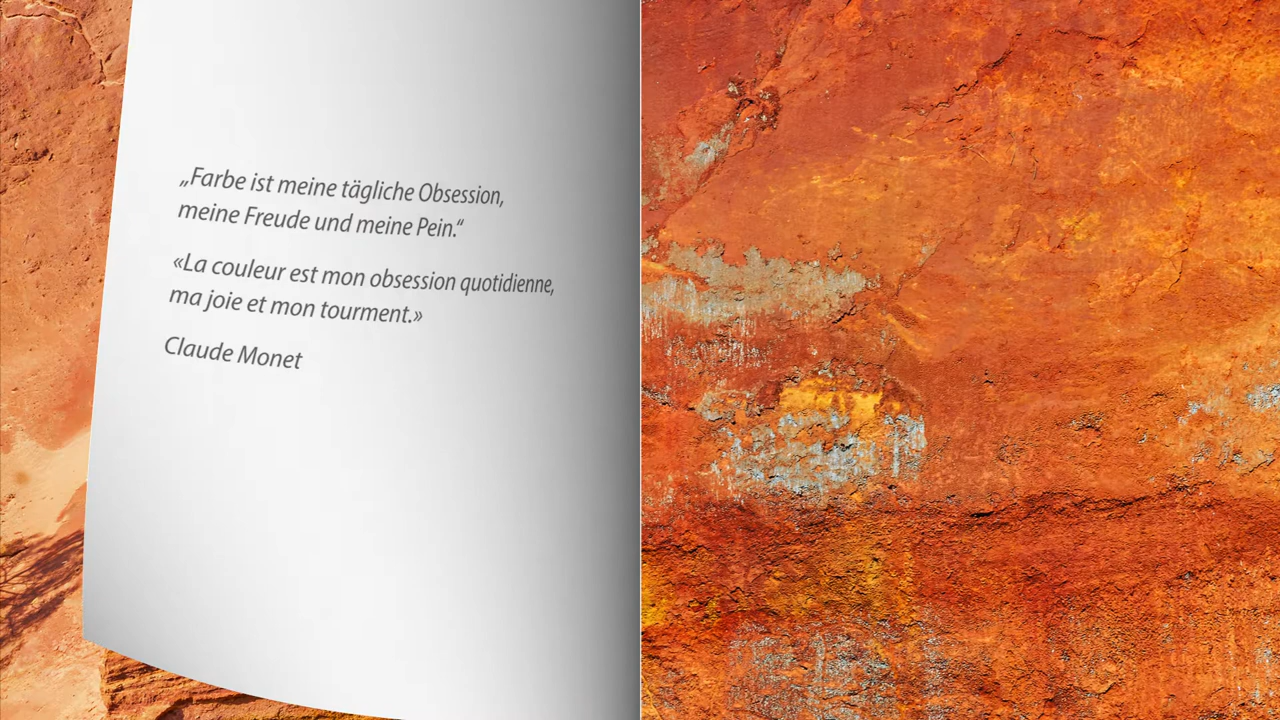 „Farbe ist meine tägliche Obsession,
meine Freude und meine Pein.“
«La couleur est mon obsession quotidienne,
ma joie et mon tourment.»
Claude Monet